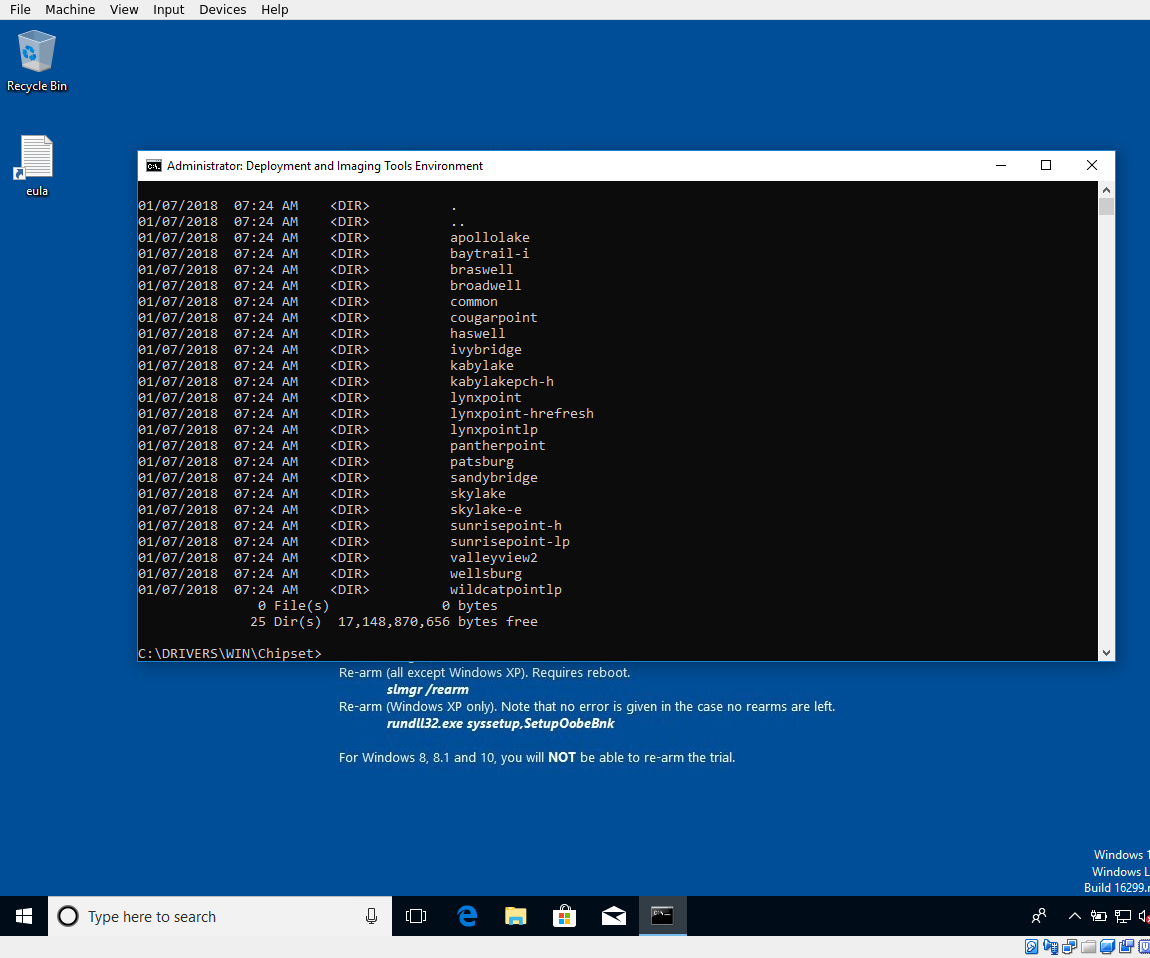 File Machine View Input Devices Help
Recycle Bin
eula
Administrator: Deployment and Imaging Tools Environment
01/07/2018 07:24 AM <DIR> .
01/07/2018 07:24 AM <DIR> ..
01/07/2018 07:24 AM <DIR> apollolake
01/07/2018 07:24 AM <DIR> baytrail-i
01/07/2018 07:24 AM <DIR> braswell
01/07/2018 07:24 AM <DIR> broadwell
01/07/2018 07:24 AM <DIR> common
01/07/2018 07:24 AM <DIR> cougarpoint
01/07/2018 07:24 AM <DIR> haswell
01/07/2018 07:24 AM <DIR> ivybridge
01/07/2018 07:24 AM <DIR> kabylake
01/07/2018 07:24 AM <DIR> kabylakepch-h
01/07/2018 07:24 AM <DIR> lynxpoint
01/07/2018 07:24 AM <DIR> lynxpoint-hrefresh
01/07/2018 07:24 AM <DIR> lynxpointlp
01/07/2018 07:24 AM <DIR> pantherpoint
01/07/2018 07:24 AM <DIR> patsburg
01/07/2018 07:24 AM <DIR> sandybridge
01/07/2018 07:24 AM <DIR> skylake
01/07/2018 07:24 AM <DIR> skylake-e
01/07/2018 07:24 AM <DIR> sunrisepoint-h
01/07/2018 07:24 AM <DIR> sunrisepoint-lp
01/07/2018 07:24 AM <DIR> valleyview2
01/07/2018 07:24 AM <DIR> wellsburg
01/07/2018 07:24 AM <DIR> wildcatpointlp
0 File(s) 0 bytes
25 Dir(s) 17,148,870,656 bytes free
C:\DRIVERS\WIN\Chipset>
Re-arm (all except Windows XP). Requires reboot.
slmgr /rearm
Re-arm (Windows XP only). Note that no error is given in the case no rearms are left.
rundll32.exe syssetup,SetupOobeBnk
For Windows 8, 8.1 and 10, you will NOT be able to re-arm the trial.
Windows 1
Windows L
Build 16299.
Type here to search